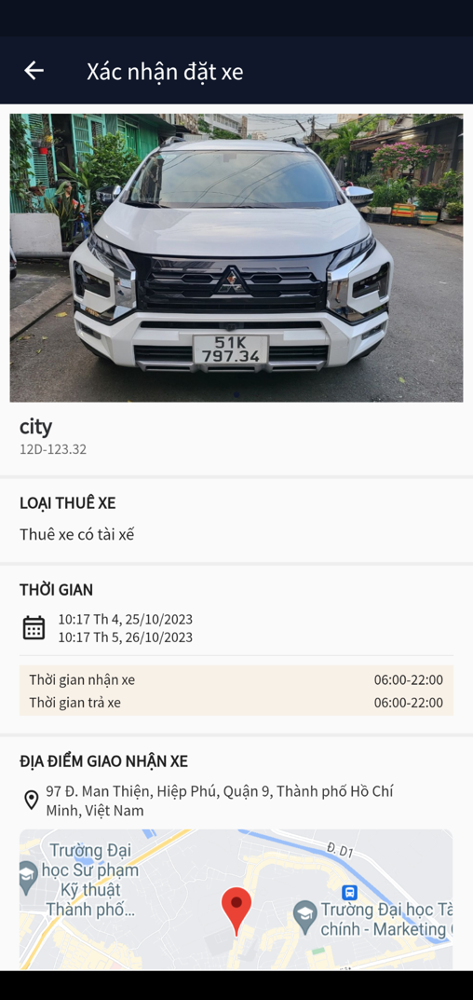 Xác nhận đặt xe
51K
797.34
city
12D-123.32
LOẠI THUÊ XE
Thuê xe có tài xế
THỜI GIAN
10:17 Th 4, 25/10/2023
10:17 Th 5, 26/10/2023
Thời gian nhận xe 06:00-22:00
Thời gian trả xe 06:00-22:00
ĐỊA ĐIỂM GIAO NHẬN XE
97 Đ. Man Thiện, Hiệp Phú, Quận 9, Thành phố Hồ Chí
Minh, Việt Nam
Đ. D1
Trường Đại
học Sư phạm
Kỹ thuật
Thành phố...
Trường Đại học Tà
chính - Marketing